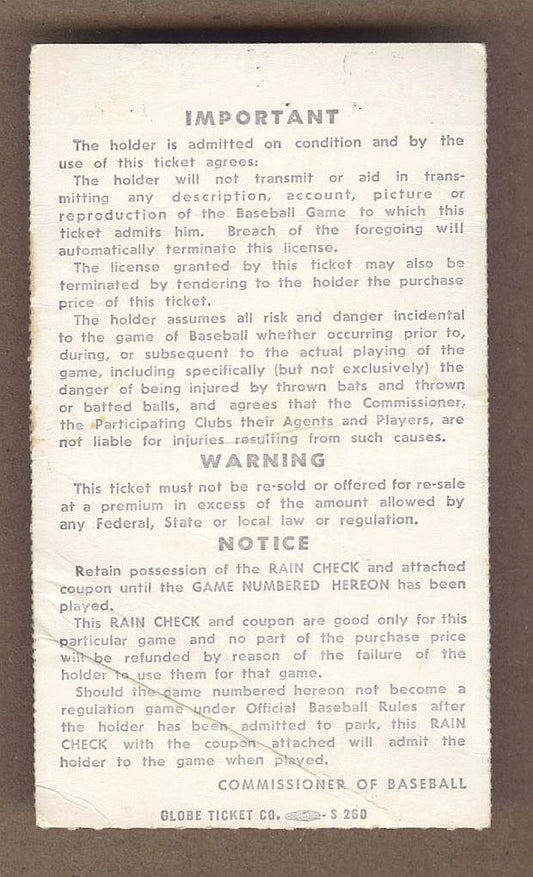 IMPORTANT
The holder is admitted on condition and by the
use of this ticket agrees:
The holder will not transmit or aid in trans-
mitting any description, account, picture or
reproduction of the Baseball Game to which this
ticket admits him. Breach of the foregoing will
automatically terminate this license.
The license granted by this ticket may also be
terminated by tendering to the holder the purchase
price of this ticket.
The holder assumes all risk and danger incidental
to the game of Baseball whether occurring prior to,
during, or subsequent to the actual playing of the
game, including specifically (but not exclusively) the
danger of being injured by thrown bats and thrown
or batted balls, and agrees that the Commissioner,
the Participating Clubs their Agents and Players, are
not liable for injuries resulting from such causes.
WARNING
This ticket must not be re-sold or offered for re-sale
at a premium in excess of the amount allowed by
any Federal, State or local law or regulation.
NOTICE
Retain possession of the RAIN CHECK and attached
coupon until the GAME NUMBERED HEREON has been
played.
This RAIN CHECK and coupon are good only for this
particular game and no part of the purchase price
will be refunded by reason of the failure of the
holder to use them for that game.
Should the game numbered hereon not become a
regulation game under Official Baseball Rules after
the holder has been admitted to park, this RAIN
CHECK with the coupon attached will admit the
holder to the game when played.
COMMISSIONER OF BASEBALL
GLOBE TICKET CO. - S 260